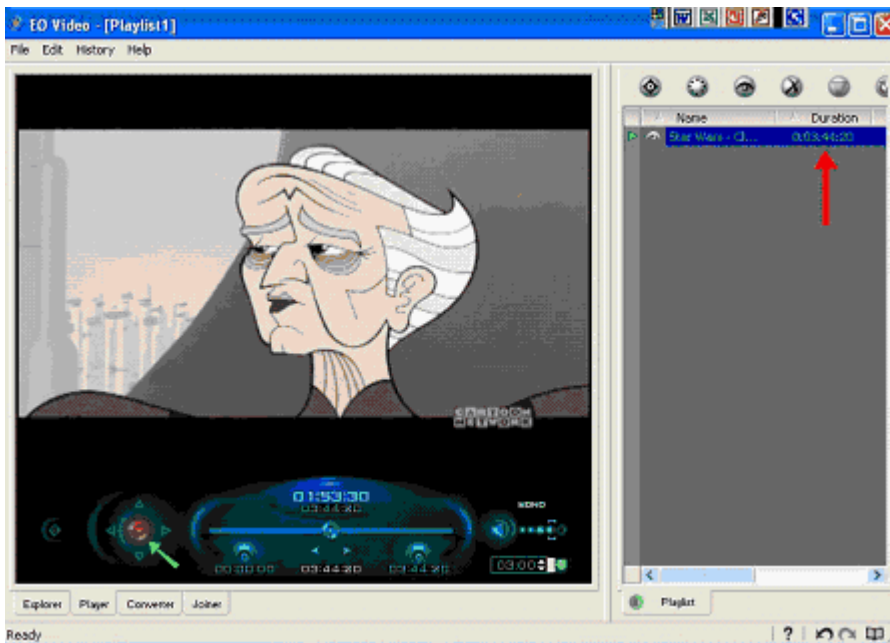 EO Video - [Playlist1]
File Edit History Help
Name Duration
Star Wars - Cl... 0:03:44:20
CARTOON
NETWORK
01:53:30
03:44:20
MONO
00:00:00 03:44:20 03:44:20
03:00
Explorer Player Converter Joiner
Playlist
Ready
?